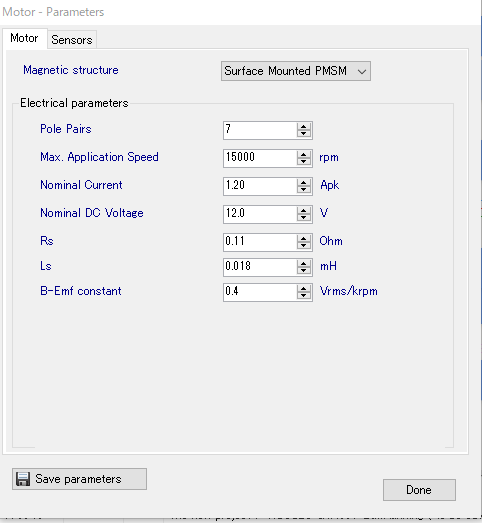 Motor - Parameters
Motor Sensors
Magnetic structure Surface Mounted PMSM
Electrical parameters
Pole Pairs 7
Max. Application Speed 15000 rpm
Nominal Current 1.20 Apk
Nominal DC Voltage 12.0 V
Rs 0.11 Ohm
Ls 0.018 mH
B-Emf constant 0.4 Vrms/krpm
Save parameters
Done